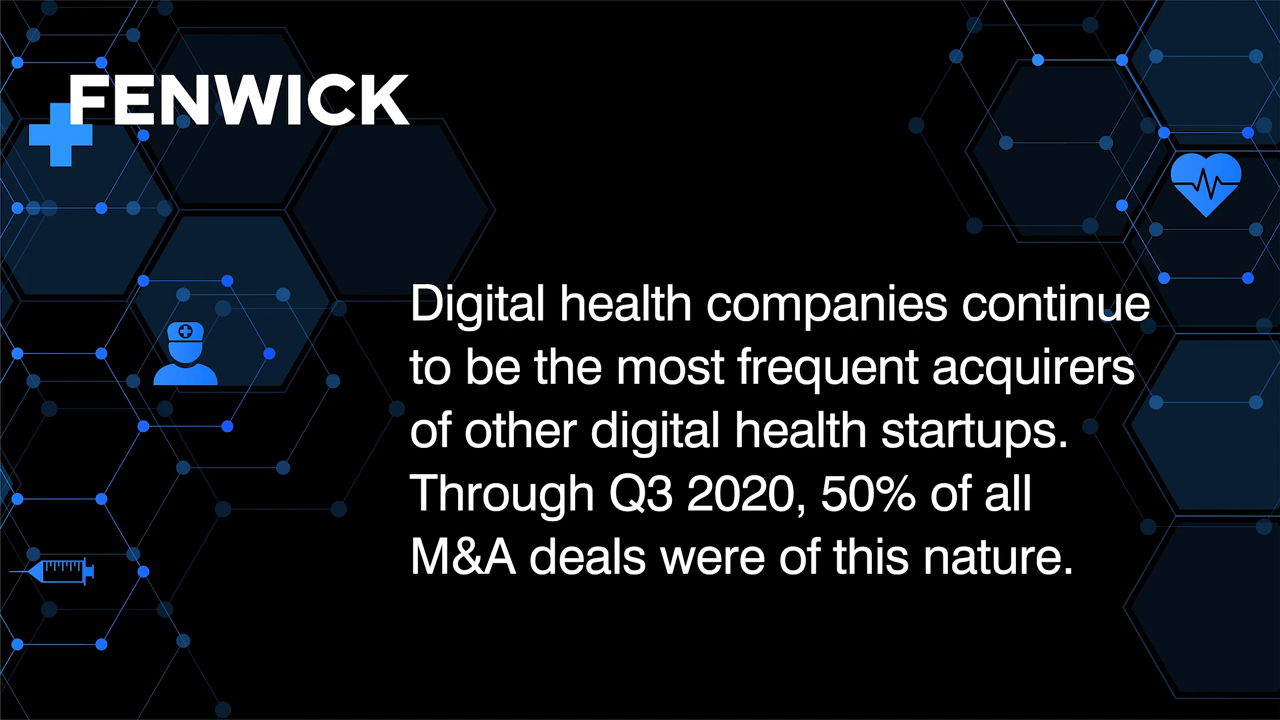 FENWICK
Digital health companies continue
to be the most frequent acquirers
of other digital health startups.
Through Q3 2020, 50% of all
M&A deals were of this nature.